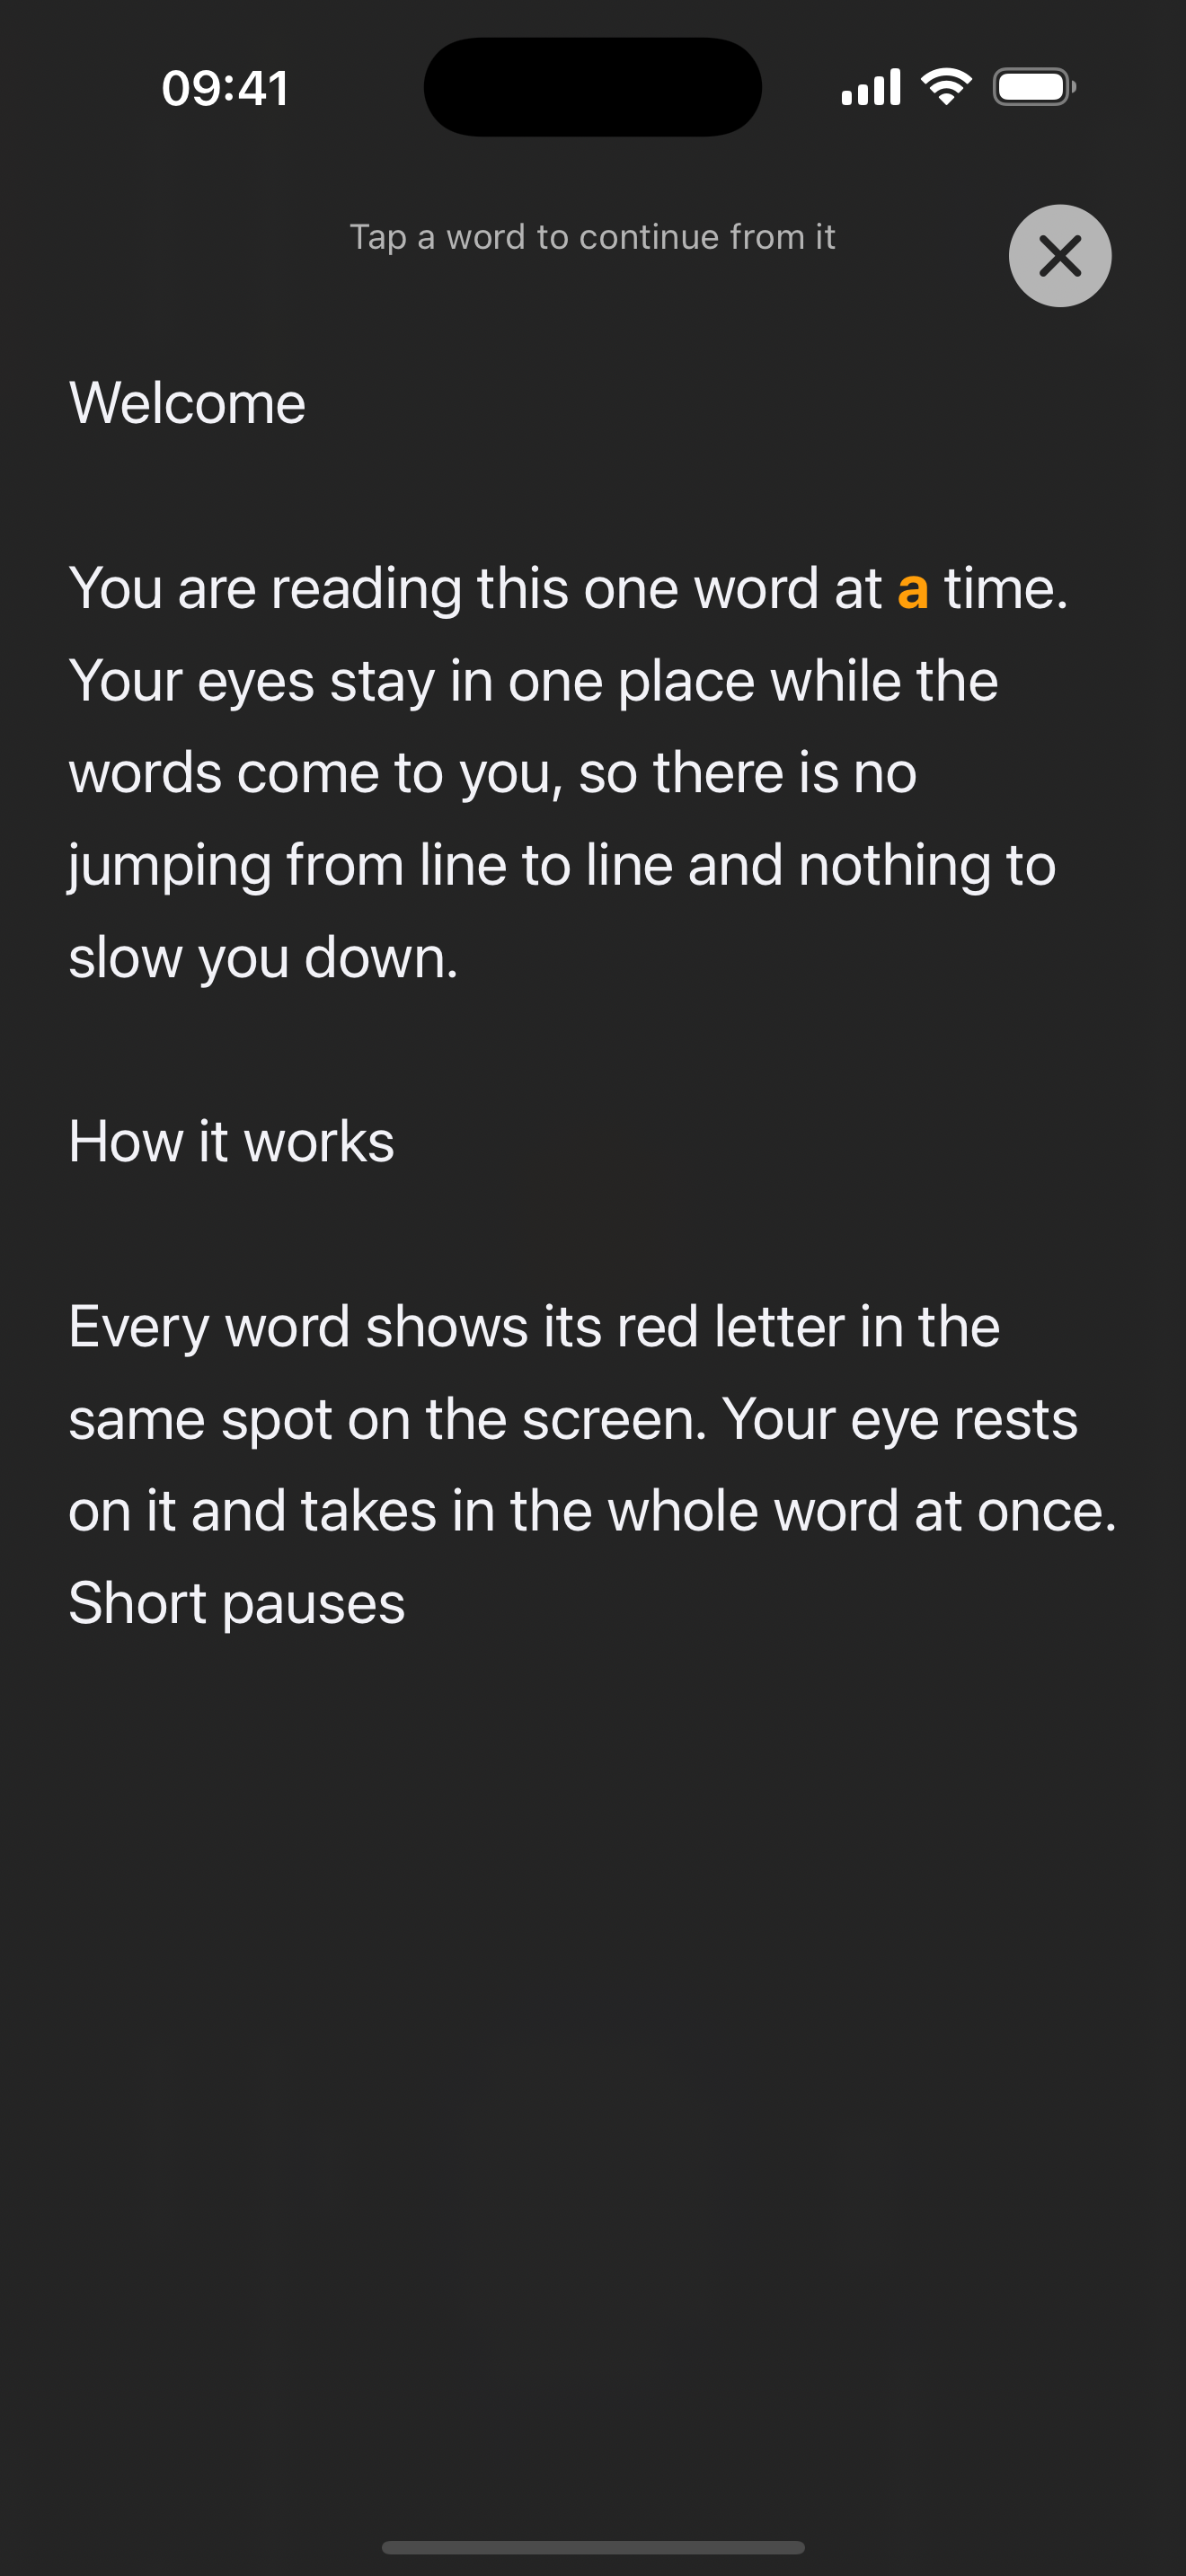 09:41
Tap a word to continue from it
Welcome
You are reading this one word at a time.
Your eyes stay in one place while the
words come to you, so there is no
jumping from line to line and nothing to
slow you down.
How it works
Every word shows its red letter in the
same spot on the screen. Your eye rests
on it and takes in the whole word at once.
Short pauses